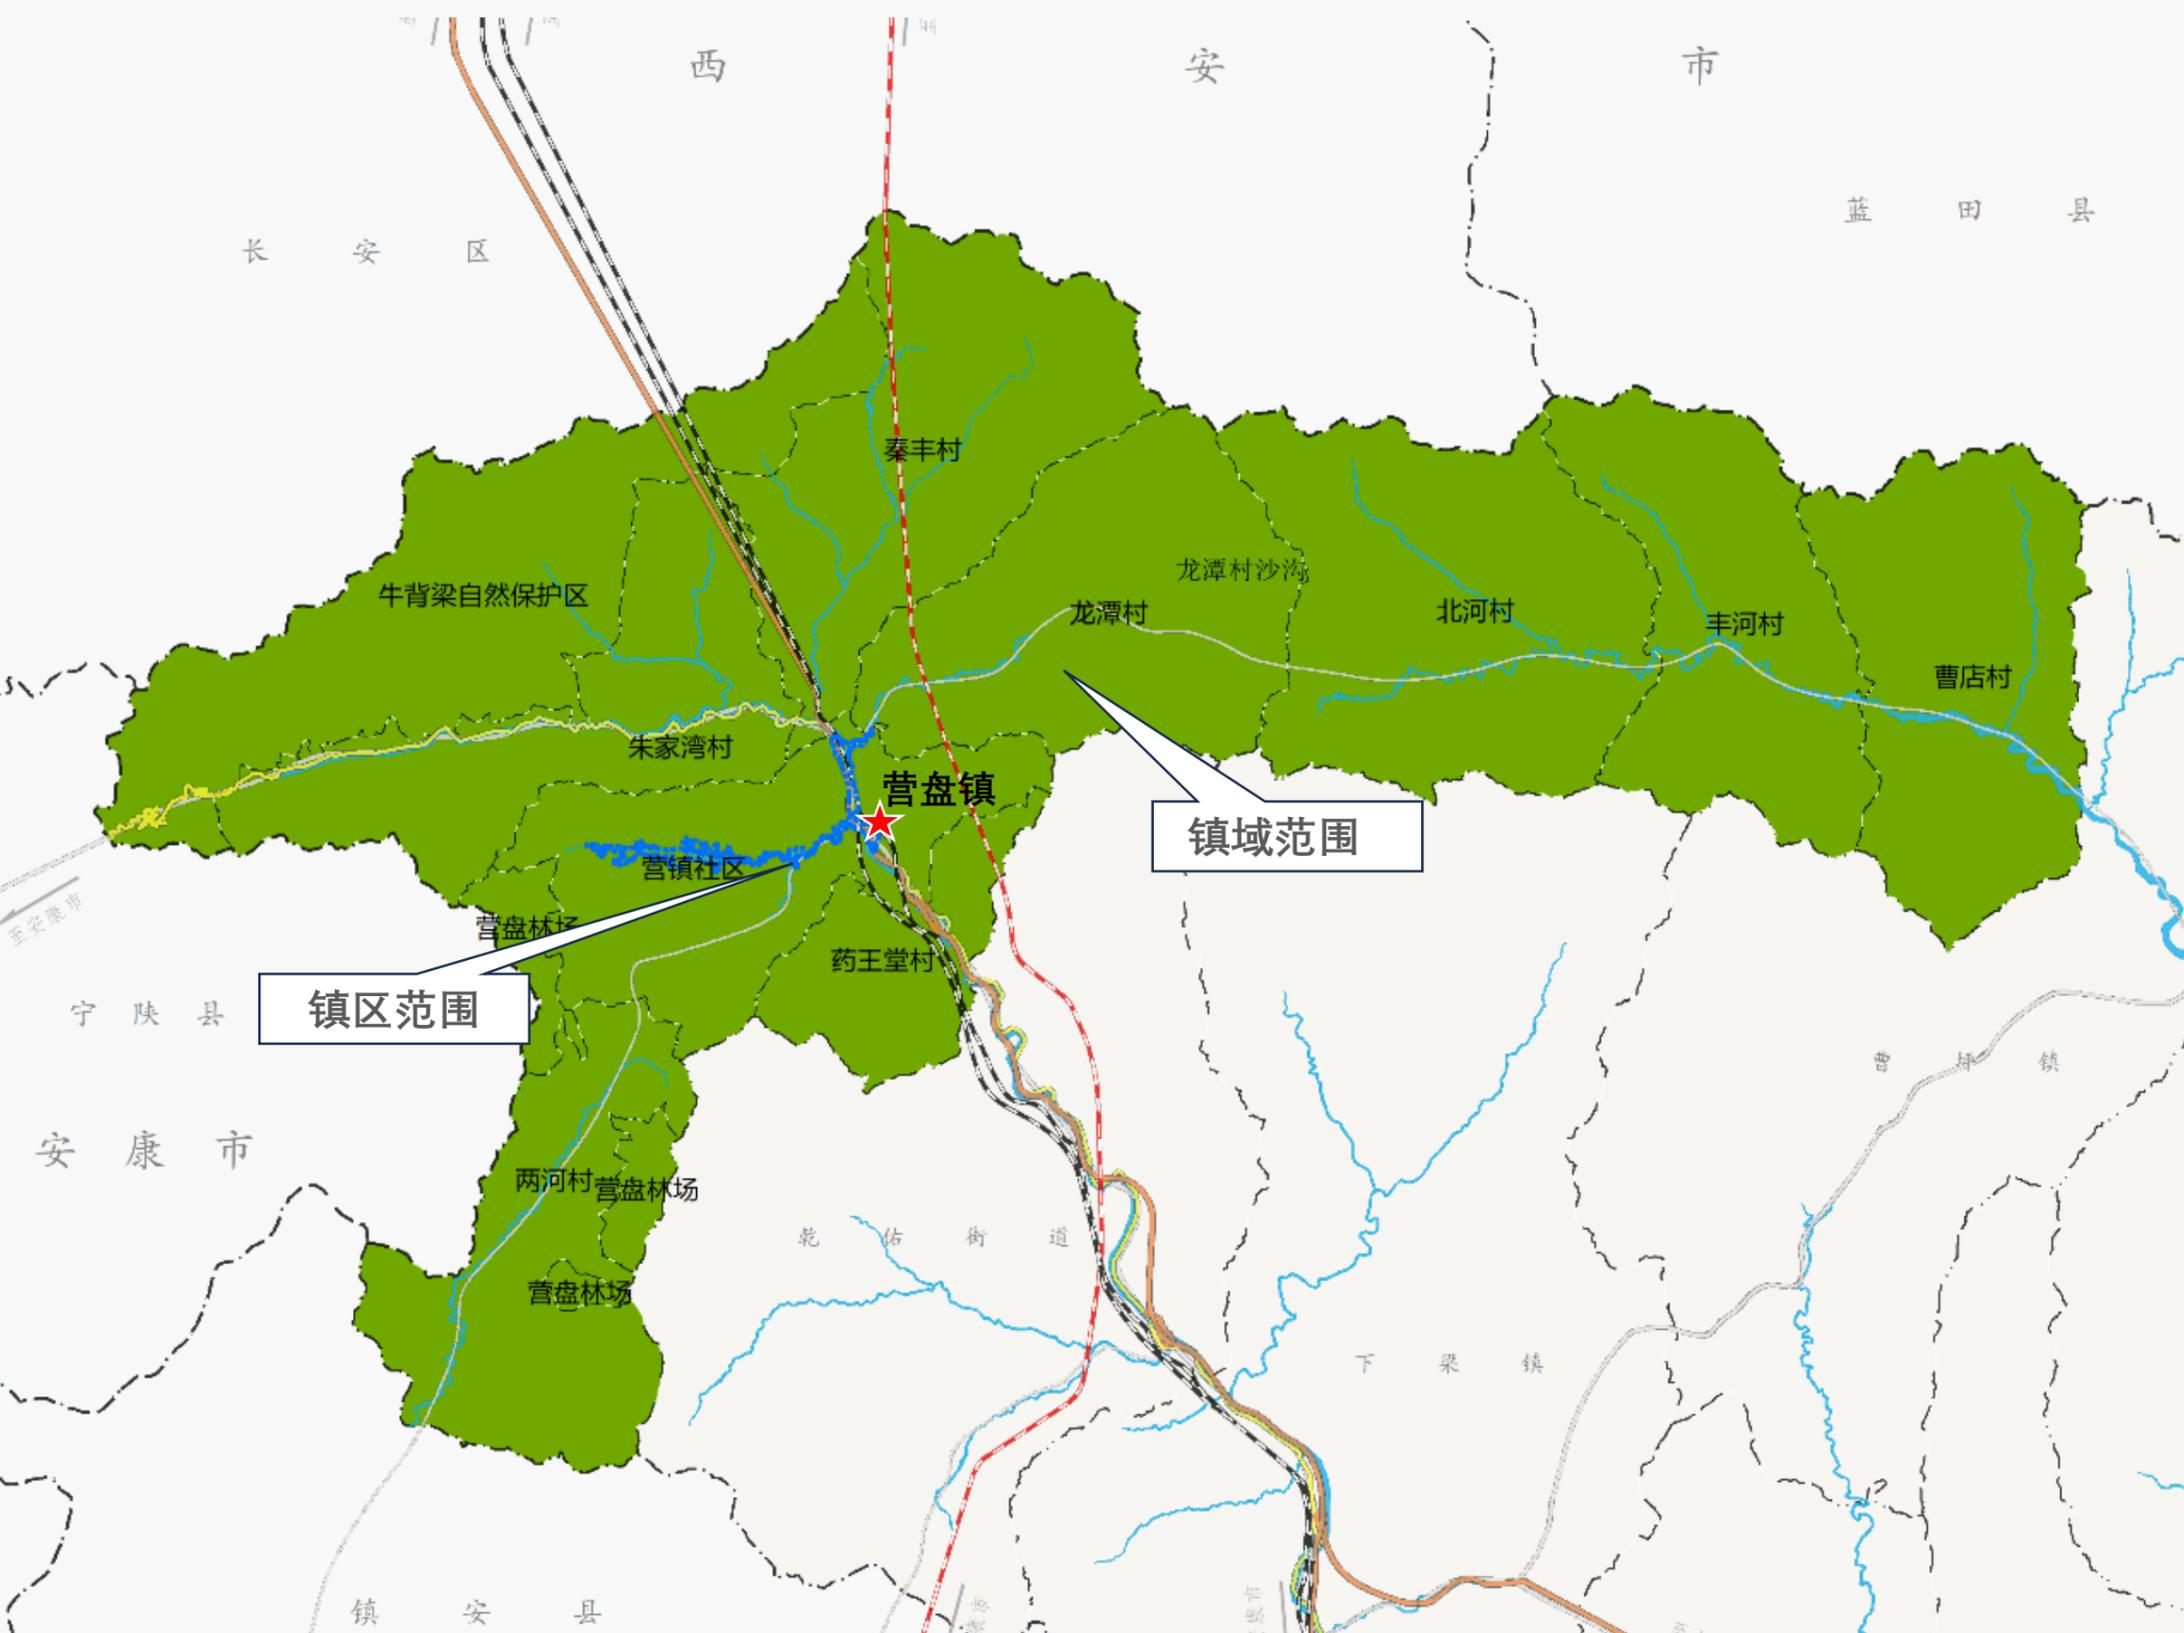 西 安 市
蓝 田 县
长 安 区
秦丰村
龙潭村沙沟
牛背梁自然保护区
龙潭村
北河村
丰河村
曹店村
朱家湾村
营盘镇
镇域范围
营镇社区
至安康市
营盘林场
药王堂村
镇区范围
宁 陕 县
曹 坪 镇
安 康 市
两河村
营盘林场
乾 佑 街 道
营盘林场
下 梁 镇
镇 安 县